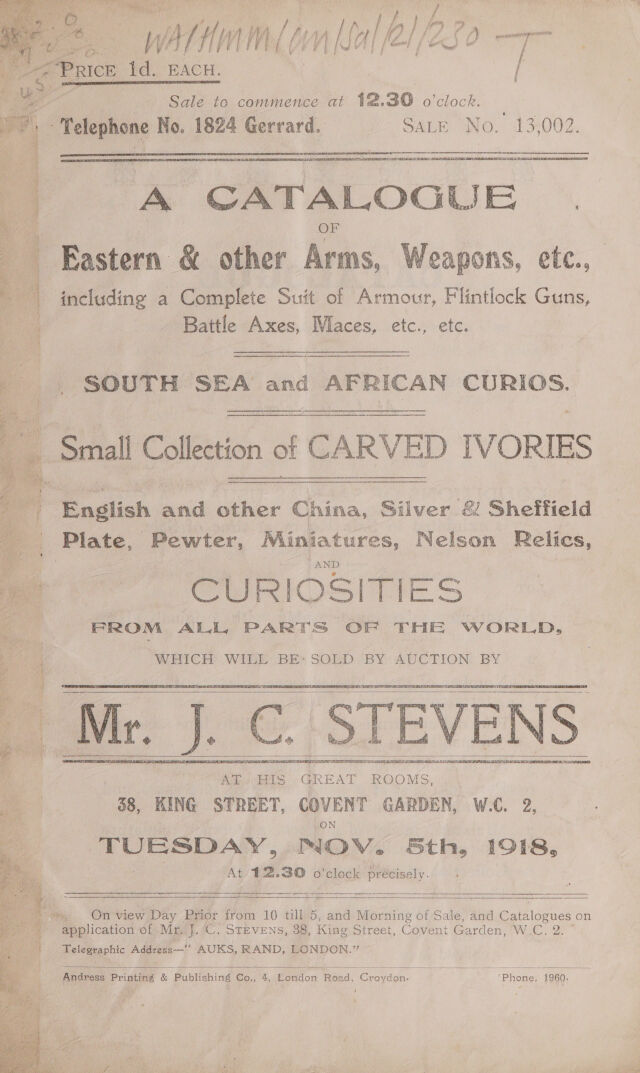 WA/HMM/CM/Sal/21/230 T
PRICE 1d. EACH.
Sale to commence at 12.30 o'clock.
Telephone No. 1824 Gerrard. SALE No. 13,002.
A CATALOGUE
OF
Eastern & other Arms, Weapons, etc.,
including a Complete Suit of Armour, Flintlock Guns,
Battle Axes, Maces, etc., etc.
SOUTH SEA and AFRICAN CURIOS.
Small Collection of CARVED IVORIES
English and other China, Silver & Sheffield
Plate, Pewter, Miniatures, Nelson Relics,
AND
CURIOSITIES
FROM ALL PARTS OF THE WORLD,
WHICH WILL BE SOLD BY AUCTION BY
Mr. J. C. STEVENS
AT HIS GREAT ROOMS,
38, KING STREET, COVENT GARDEN, W.C. 2,
ON
TUESDAY, NOV. 5th, 1918,
At 12.30 o'clock precisely.
On view Day Prior from 10 till 5, and Morning of Sale, and Catalogues on
application of Mr. J. C. STEVENS, 38, King Street, Covent Garden, W.C. 2.
Telegraphic Address—" AUKS, RAND, LONDON."
Andress Printing & Publishing Co., 4, London Road, Croydon. 'Phone. 1960.